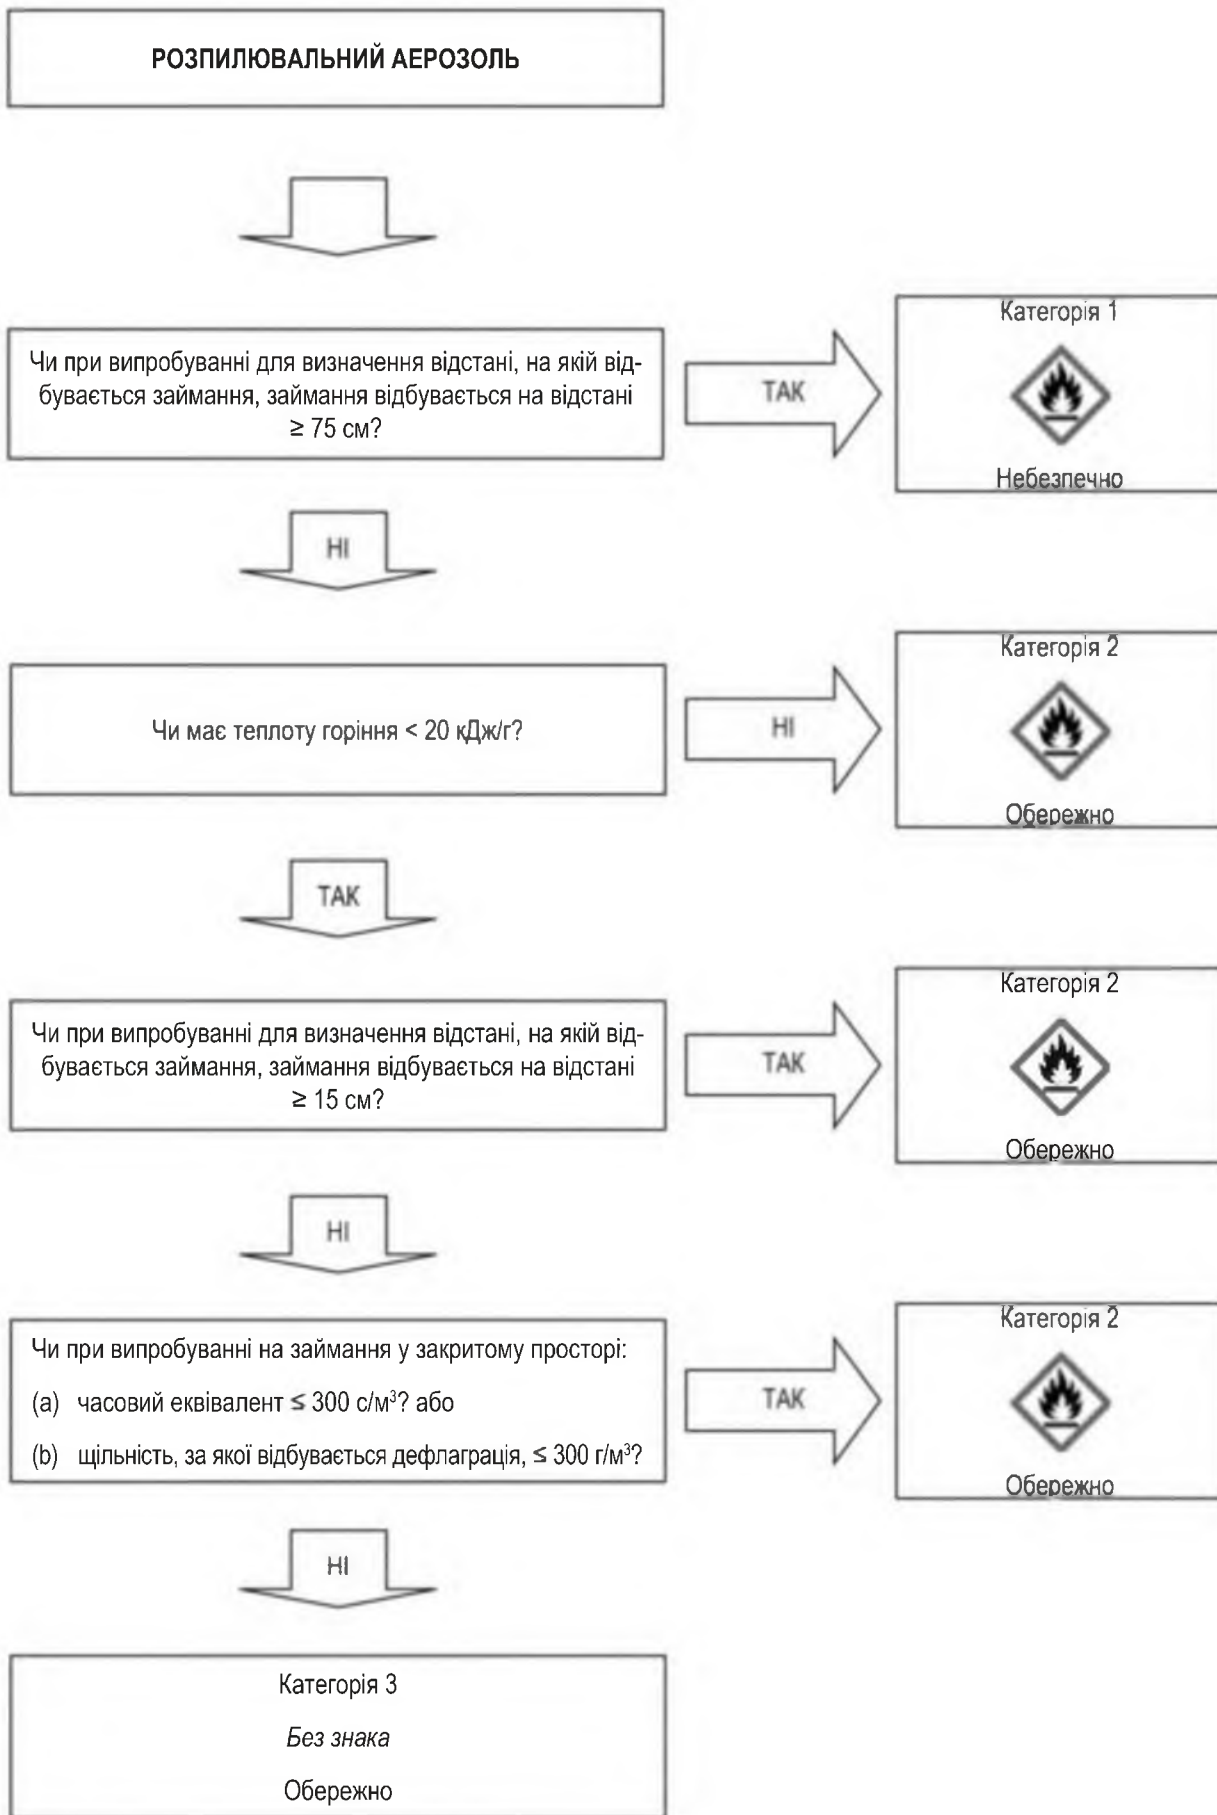 РОЗПИЛЮВАЛЬНИЙ АЕРОЗОЛЬ
Чи при випробуванні для визначення відстані, на якій від-
бувається займання, займання відбувається на відстані
≥ 75 см?
ТАК
Категорія 1
Небезпечно
НІ
Чи має теплоту горіння < 20 кДж/г?
НІ
Категорія 2
Обережно
ТАК
Чи при випробуванні для визначення відстані, на якій від-
бувається займання, займання відбувається на відстані
≥ 15 см?
ТАК
Категорія 2
Обережно
НІ
Чи при випробуванні на займання у закритому просторі:
(a) часовий еквівалент ≤ 300 с/м³? або
(b) щільність, за якої відбувається дефлаграція, ≤ 300 г/м³?
ТАК
Категорія 2
Обережно
НІ
Категорія 3
Без знака
Обережно